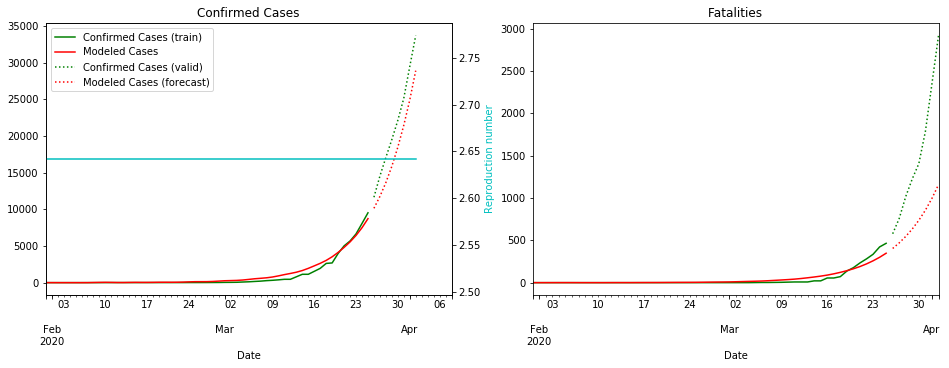 Confirmed Cases
35000
30000
25000
20000
15000
10000
5000
0
Confirmed Cases (train)
Modeled Cases
Confirmed Cases (valid)
Modeled Cases (forecast)
2.75
2.70
2.65
2.60
2.55
2.50
Reproduction number
03 10 17 24 02 09 16 23 30 06
Feb Mar Apr
2020
Date
Fatalities
3000
2500
2000
1500
1000
500
0
03 10 17 24 02 09 16 23 30
Feb Mar Apr
2020
Date